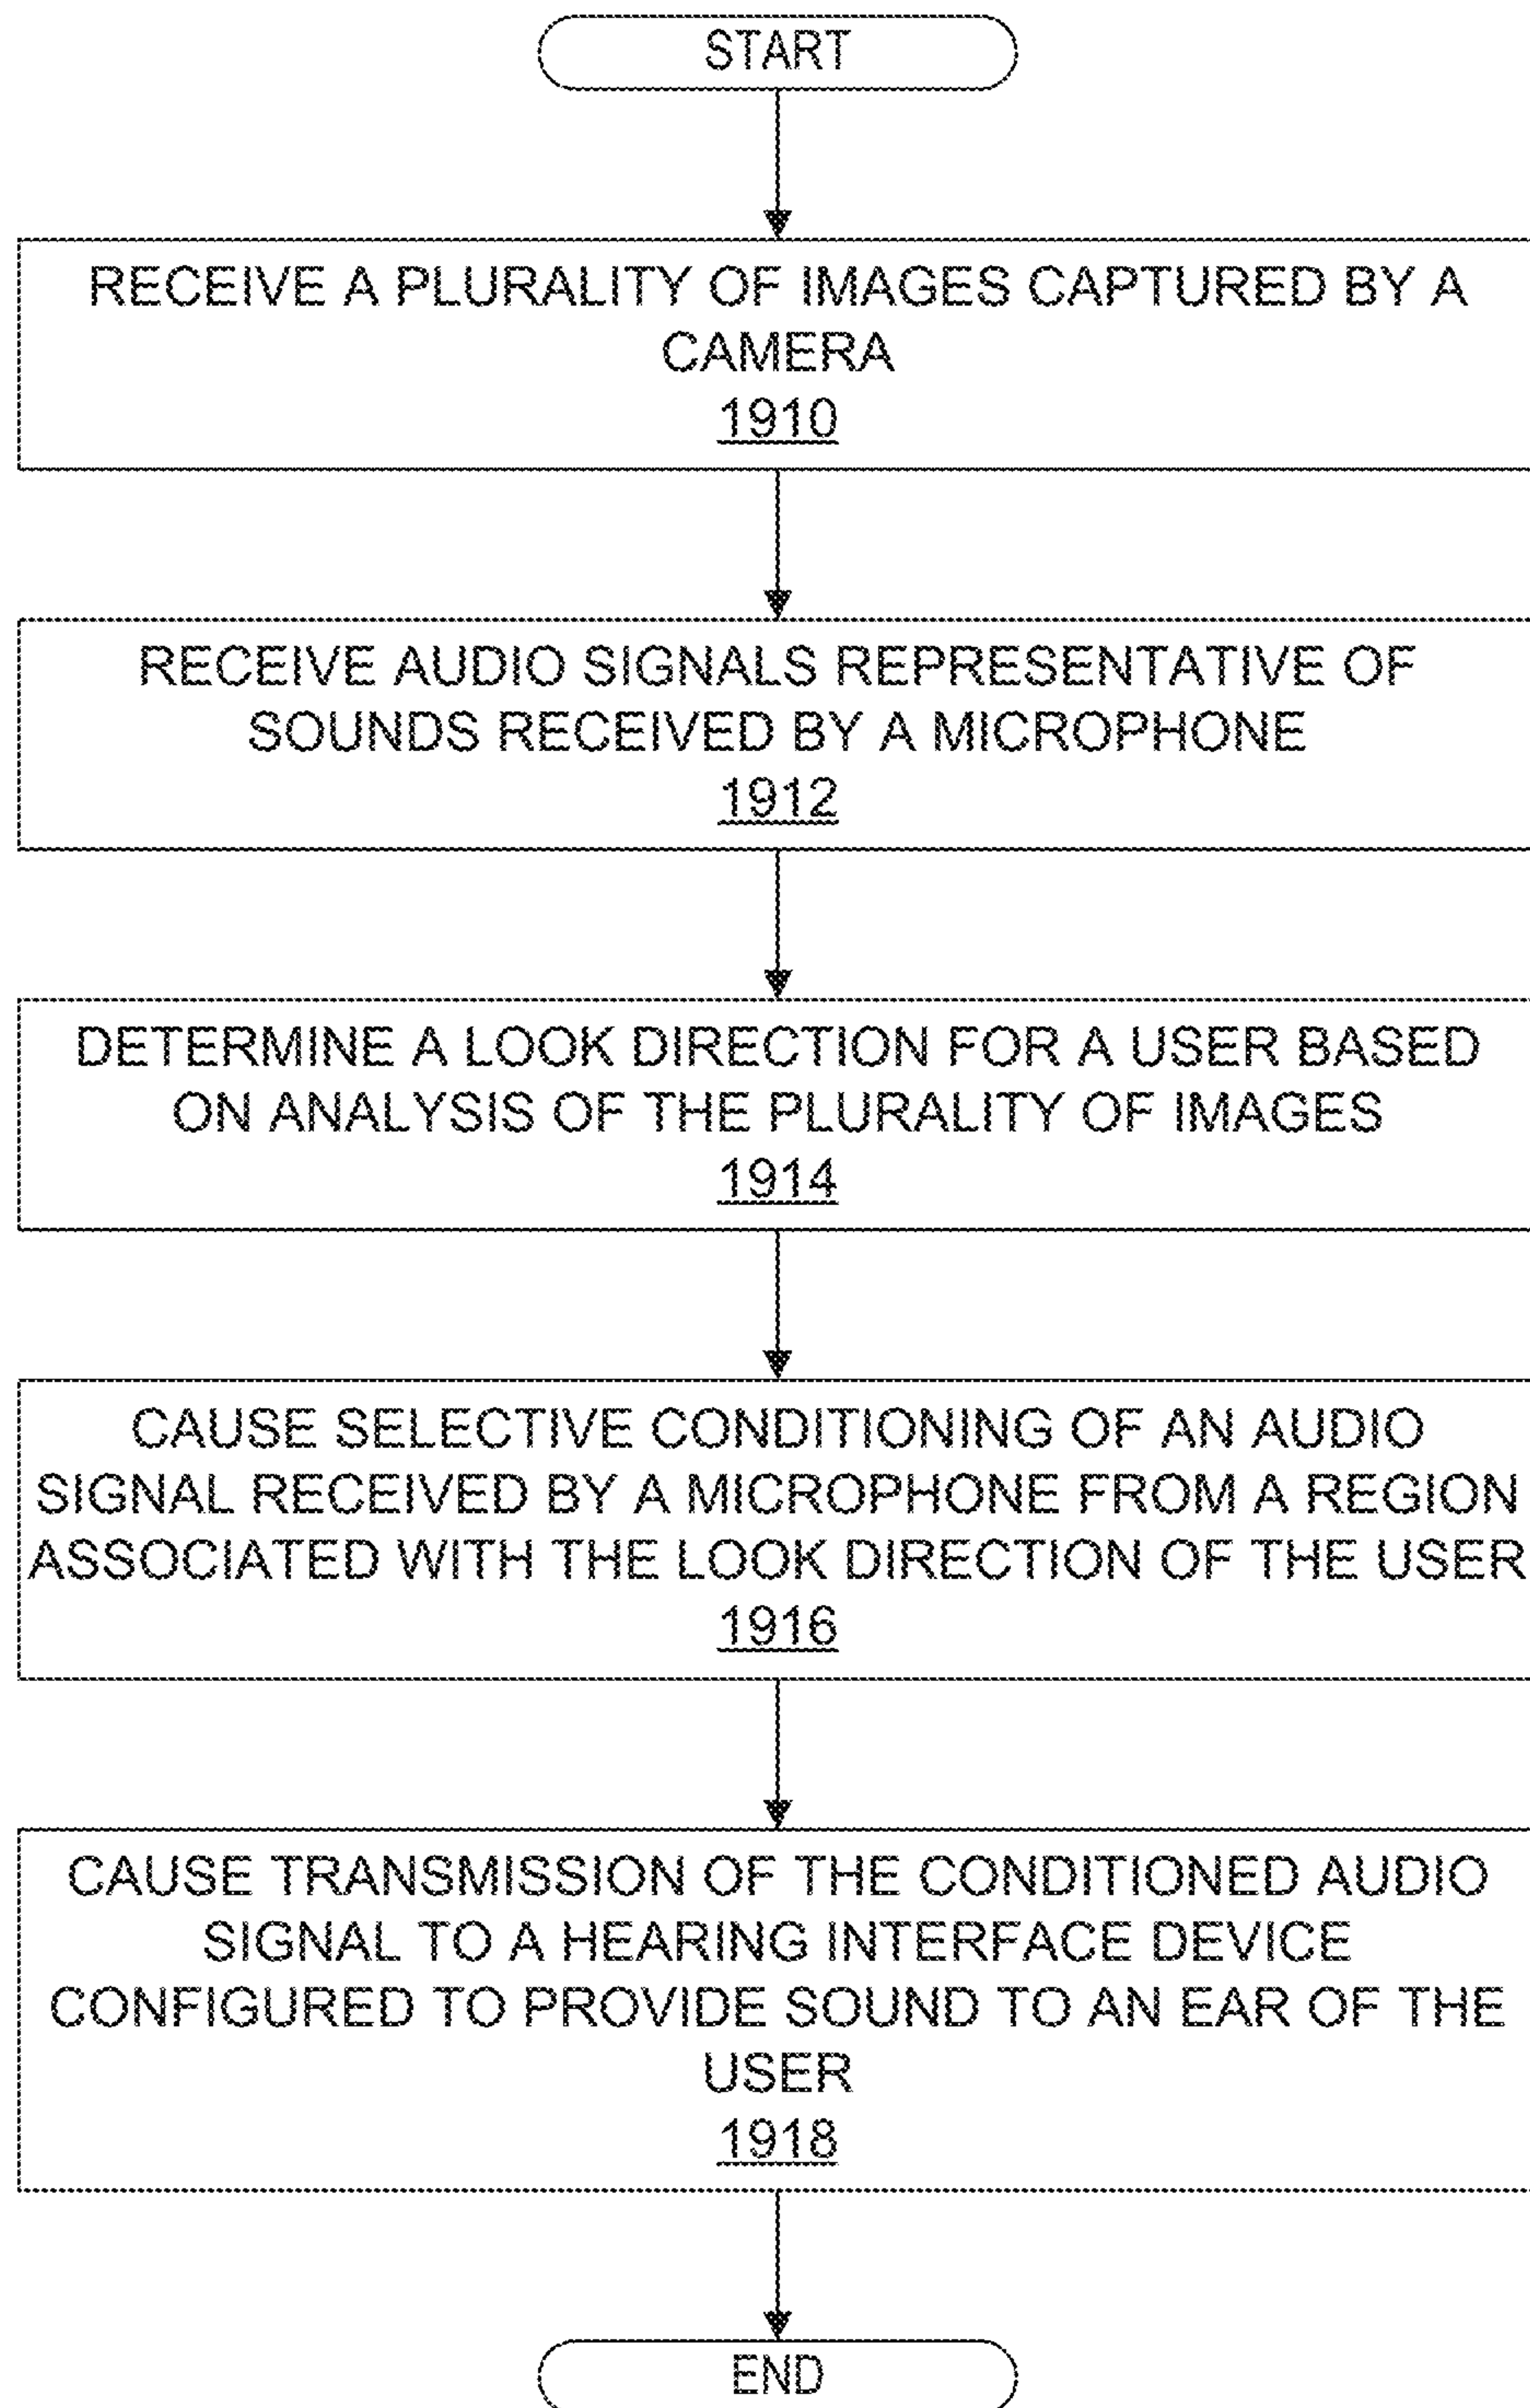 START
RECEIVE A PLURALITY OF IMAGES CAPTURED BY A
CAMERA
1910
RECEIVE AUDIO SIGNALS REPRESENTATIVE OF
SOUNDS RECEIVED BY A MICROPHONE
1912
DETERMINE A LOOK DIRECTION FOR A USER BASED
ON ANALYSIS OF THE PLURALITY OF IMAGES
1914
CAUSE SELECTIVE CONDITIONING OF AN AUDIO
SIGNAL RECEIVED BY A MICROPHONE FROM A REGION
ASSOCIATED WITH THE LOOK DIRECTION OF THE USER
1916
CAUSE TRANSMISSION OF THE CONDITIONED AUDIO
SIGNAL TO A HEARING INTERFACE DEVICE
CONFIGURED TO PROVIDE SOUND TO AN EAR OF THE
USER
1918
END